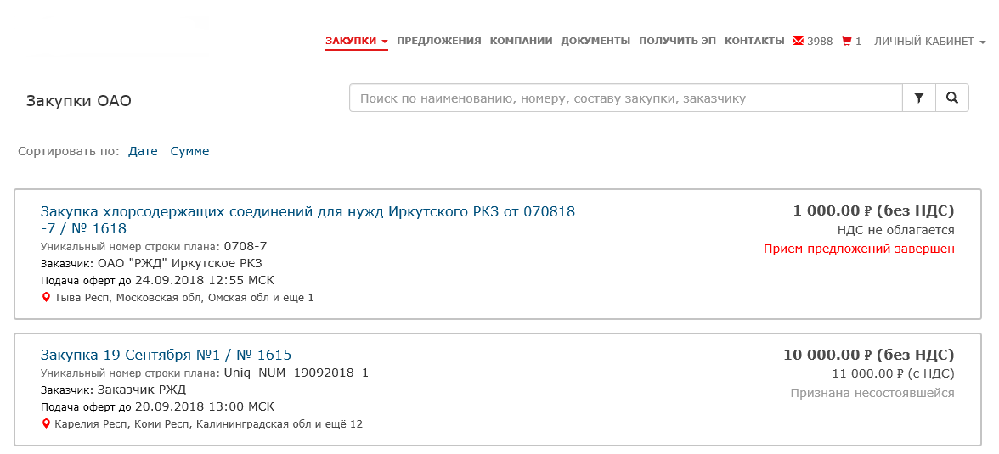 ЗАКУПКИ ПРЕДЛОЖЕНИЯ КОМПАНИИ ДОКУМЕНТЫ ПОЛУЧИТЬ ЭП КОНТАКТЫ 3988 1 ЛИЧНЫЙ КАБИНЕТ
Закупки ОАО
Поиск по наименованию, номеру, составу закупки, заказчику
Сортировать по: Дате Сумме
Закупка хлорсодержащих соединений для нужд Иркутского РКЗ от 070818
-7 / № 1618
Уникальный номер строки плана: 0708-7
Заказчик: ОАО "РЖД" Иркутское РКЗ
Подача оферт до 24.09.2018 12:55 МСК
Тыва Респ, Московская обл, Омская обл и ещё 1
1 000.00 ₽ (без НДС)
НДС не облагается
Прием предложений завершен
Закупка 19 Сентября №1 / № 1615
Уникальный номер строки плана: Uniq_NUM_19092018_1
Заказчик: Заказчик РЖД
Подача оферт до 20.09.2018 13:00 МСК
Карелия Респ, Коми Респ, Калининградская обл и ещё 12
10 000.00 ₽ (без НДС)
11 000.00 ₽ (с НДС)
Признана несостоявшейся